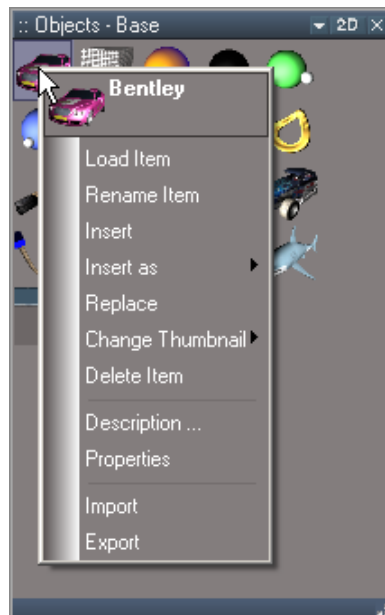 :: Objects - Base
2D
Bentley
Load Item
Rename Item
Insert
Insert as
Replace
Change Thumbnail
Delete Item
Description ...
Properties
Import
Export